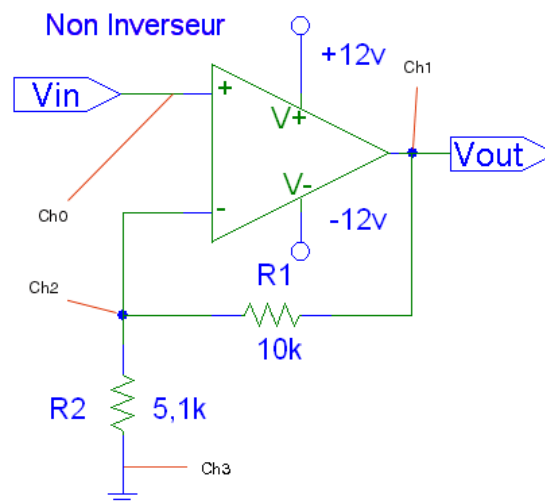 Non Inverseur
+12v
Ch1
Vin
+
V+
Vout
V-
-
-12v
Ch0
R1
Ch2
10k
R2
5,1k
Ch3